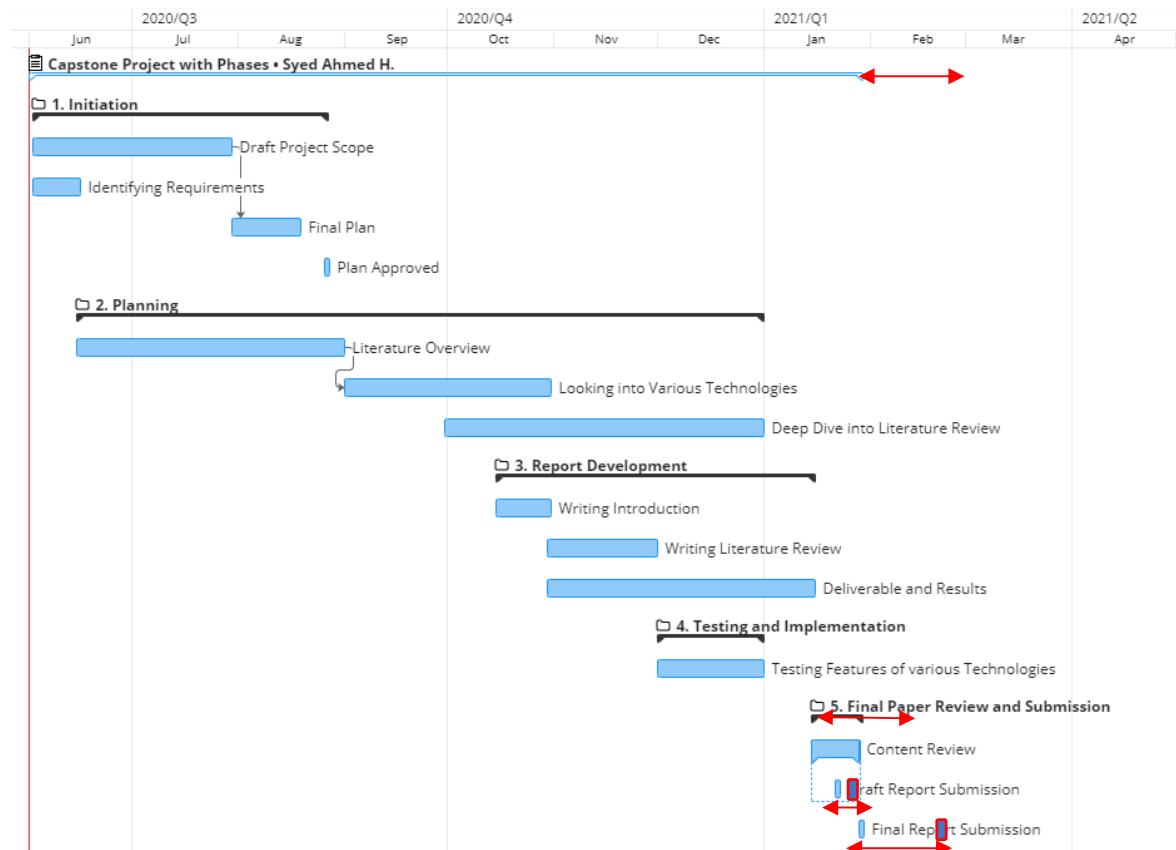 2020/Q3 2020/Q4 2021/Q1 2021/Q2
Jun Jul Aug Sep Oct Nov Dec Jan Feb Mar Apr
Capstone Project with Phases • Syed Ahmed H.
1. Initiation
Draft Project Scope
Identifying Requirements
Final Plan
Plan Approved
2. Planning
Literature Overview
Looking into Various Technologies
Deep Dive into Literature Review
3. Report Development
Writing Introduction
Writing Literature Review
Deliverable and Results
4. Testing and Implementation
Testing Features of various Technologies
5. Final Paper Review and Submission
Content Review
Draft Report Submission
Final Report Submission